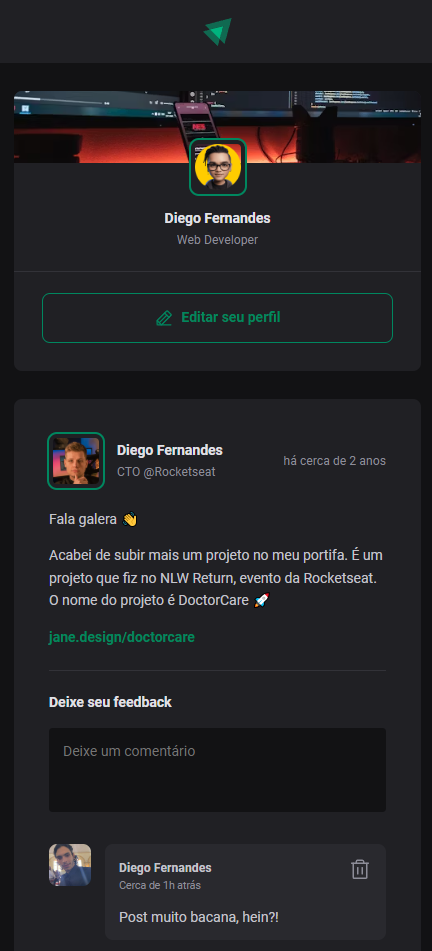 Diego Fernandes
Web Developer
Editar seu perfil
Diego Fernandes
CTO @Rocketseat
há cerca de 2 anos
Fala galera 👋
Acabei de subir mais um projeto no meu portifa. É um
projeto que fiz no NLW Return, evento da Rocketseat.
O nome do projeto é DoctorCare 🚀
jane.design/doctorcare
Deixe seu feedback
Deixe um comentário
Diego Fernandes
Cerca de 1h atrás
Post muito bacana, hein?!